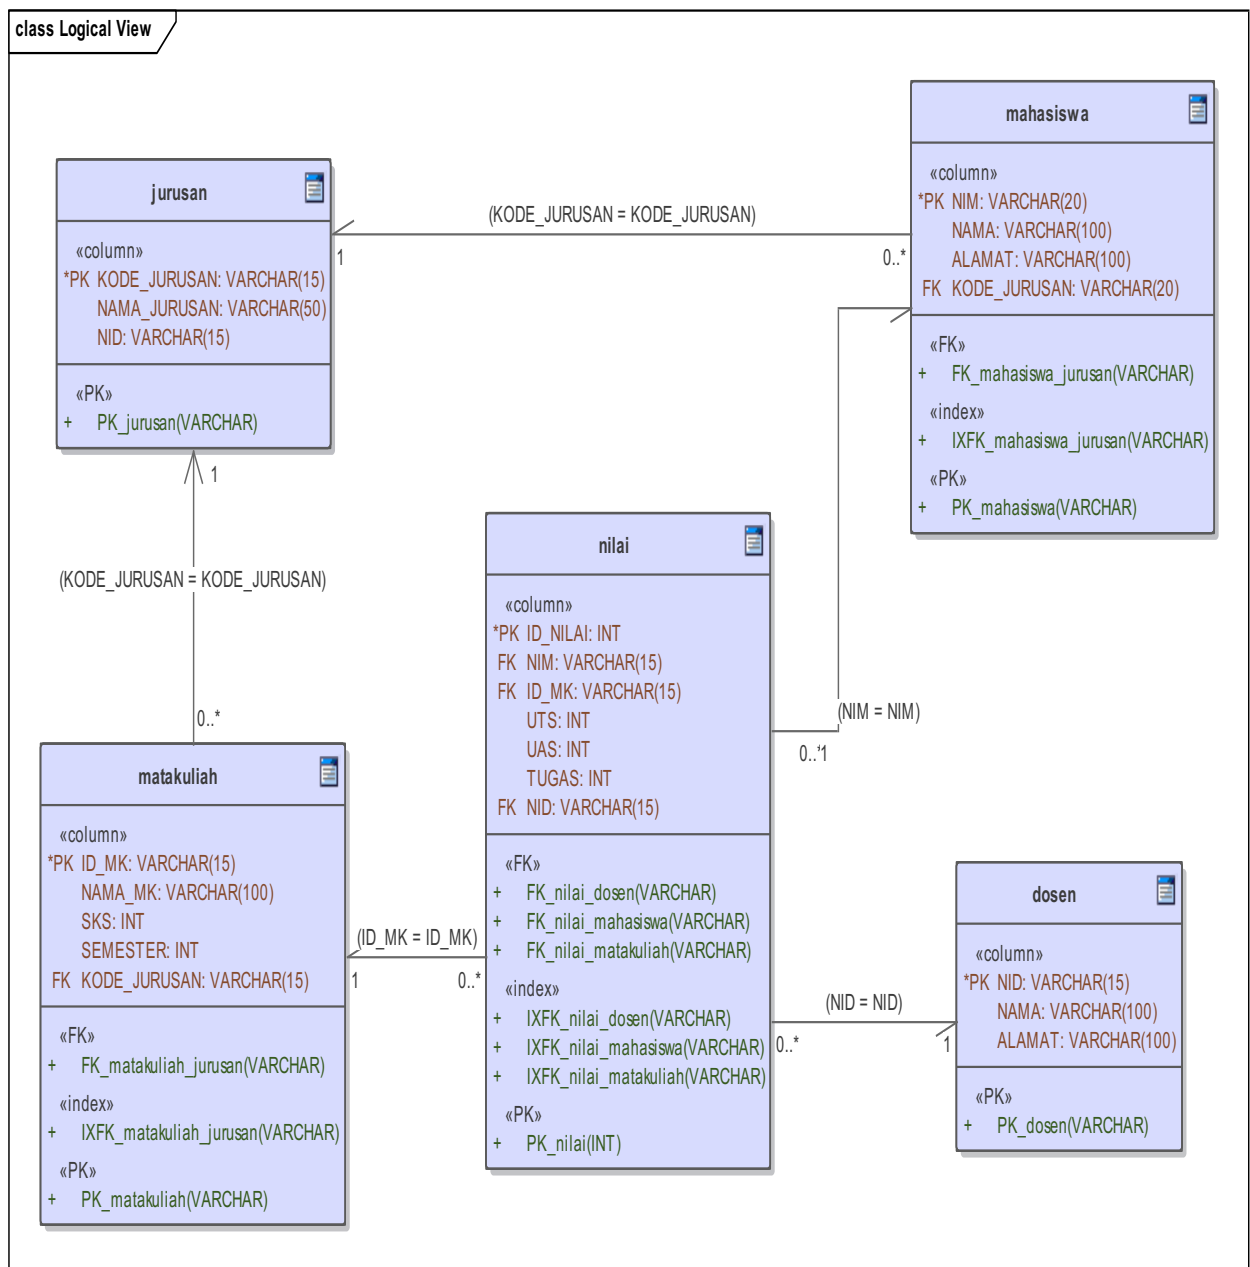 class Logical View
mahasiswa
«column»
*PK NIM: VARCHAR(20)
NAMA: VARCHAR(100)
ALAMAT: VARCHAR(100)
FK KODE_JURUSAN: VARCHAR(20)
«FK»
+ FK_mahasiswa_jurusan(VARCHAR)
«index»
+ IXFK_mahasiswa_jurusan(VARCHAR)
«PK»
+ PK_mahasiswa(VARCHAR)
jurusan
«column»
*PK KODE_JURUSAN: VARCHAR(15)
NAMA_JURUSAN: VARCHAR(50)
NID: VARCHAR(15)
«PK»
+ PK_jurusan(VARCHAR)
(KODE_JURUSAN = KODE_JURUSAN)
1
0..*
1
(KODE_JURUSAN = KODE_JURUSAN)
0..*
nilai
«column»
*PK ID_NILAI: INT
FK NIM: VARCHAR(15)
FK ID_MK: VARCHAR(15)
UTS: INT
UAS: INT
TUGAS: INT
FK NID: VARCHAR(15)
«FK»
+ FK_nilai_dosen(VARCHAR)
+ FK_nilai_mahasiswa(VARCHAR)
+ FK_nilai_matakuliah(VARCHAR)
«index»
+ IXFK_nilai_dosen(VARCHAR)
+ IXFK_nilai_mahasiswa(VARCHAR)
+ IXFK_nilai_matakuliah(VARCHAR)
«PK»
+ PK_nilai(INT)
(NIM = NIM)
0..*1
matakuliah
«column»
*PK ID_MK: VARCHAR(15)
NAMA_MK: VARCHAR(100)
SKS: INT
SEMESTER: INT
FK KODE_JURUSAN: VARCHAR(15)
«FK»
+ FK_matakuliah_jurusan(VARCHAR)
«index»
+ IXFK_matakuliah_jurusan(VARCHAR)
«PK»
+ PK_matakuliah(VARCHAR)
(ID_MK = ID_MK)
1
0..*
(NID = NID)
0..*
1
dosen
«column»
*PK NID: VARCHAR(15)
NAMA: VARCHAR(100)
ALAMAT: VARCHAR(100)
«PK»
+ PK_dosen(VARCHAR)